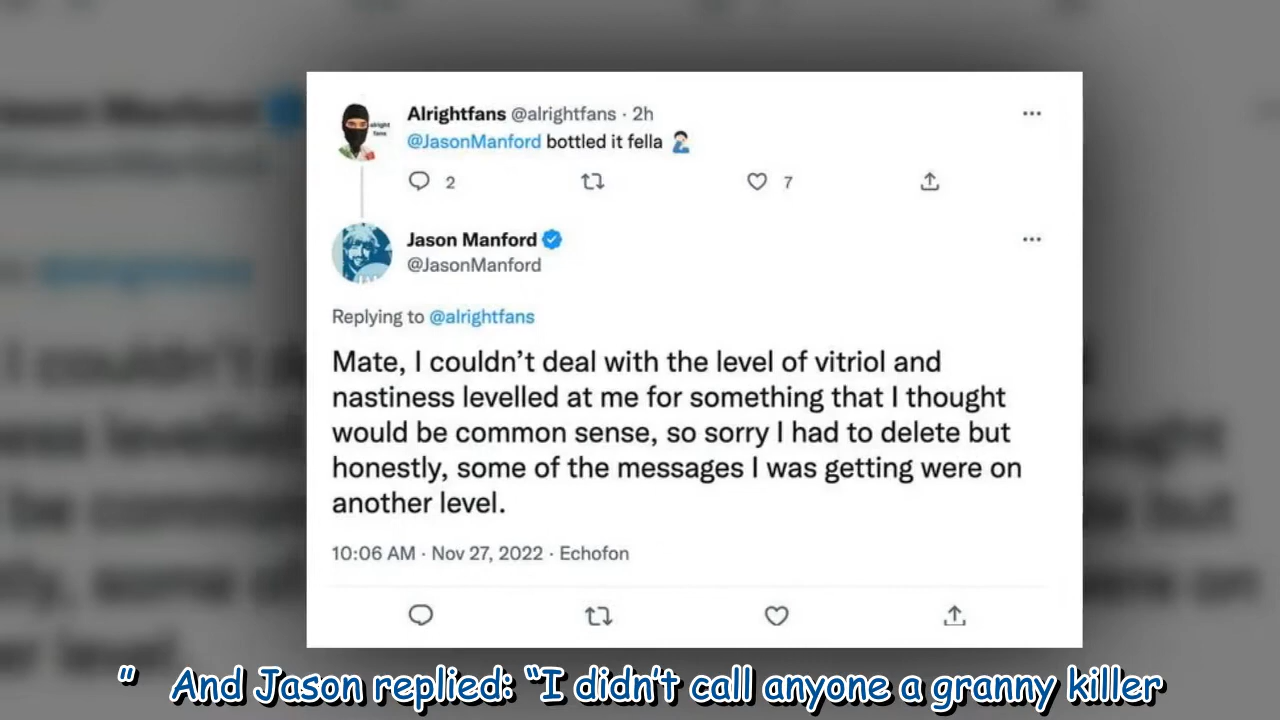 Alrightfans @alrightfans · 2h
@JasonManford bottled it fella
2
7
Jason Manford
@JasonManford
Replying to @alrightfans
Mate, I couldn’t deal with the level of vitriol and
nastiness levelled at me for something that I thought
would be common sense, so sorry I had to delete but
honestly, some of the messages I was getting were on
another level.
10:06 AM · Nov 27, 2022 · Echofon
” And Jason replied: “I didn’t call anyone a granny killer